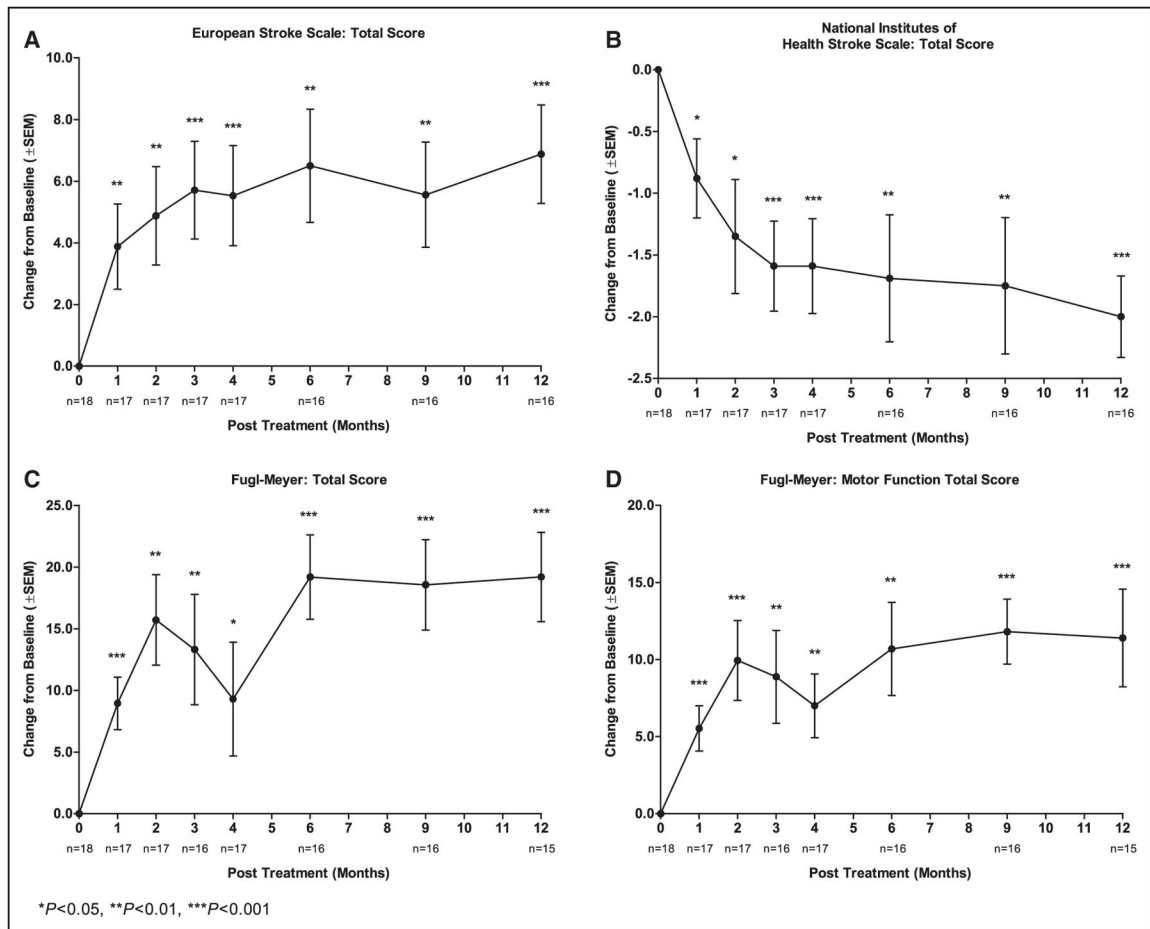 A
European Stroke Scale: Total Score
Change from Baseline (±SEM)
10.0
8.0
6.0
4.0
2.0
0.0
** ** *** *** ** ** ***
0 1 2 3 4 5 6 7 8 9 10 11 12
n=18 n=17 n=17 n=17 n=17 n=16 n=16 n=16
Post Treatment (Months)
B
National Institutes of
Health Stroke Scale: Total Score
Change from Baseline (±SEM)
0.0
-0.5
-1.0
-1.5
-2.0
-2.5
* * *** *** ** ** ***
0 1 2 3 4 5 6 7 8 9 10 11 12
n=18 n=17 n=17 n=17 n=17 n=16 n=16 n=16
Post Treatment (Months)
C
Fugl-Meyer: Total Score
Change from Baseline (±SEM)
25.0
20.0
15.0
10.0
5.0
0.0
*** ** ** * *** *** ***
0 1 2 3 4 5 6 7 8 9 10 11 12
n=18 n=17 n=17 n=16 n=17 n=16 n=16 n=15
Post Treatment (Months)
D
Fugl-Meyer: Motor Function Total Score
Change from Baseline (±SEM)
20.0
15.0
10.0
5.0
0.0
*** *** ** ** ** *** ***
0 1 2 3 4 5 6 7 8 9 10 11 12
n=18 n=17 n=17 n=16 n=17 n=16 n=16 n=15
Post Treatment (Months)
*P<0.05, **P<0.01, ***P<0.001